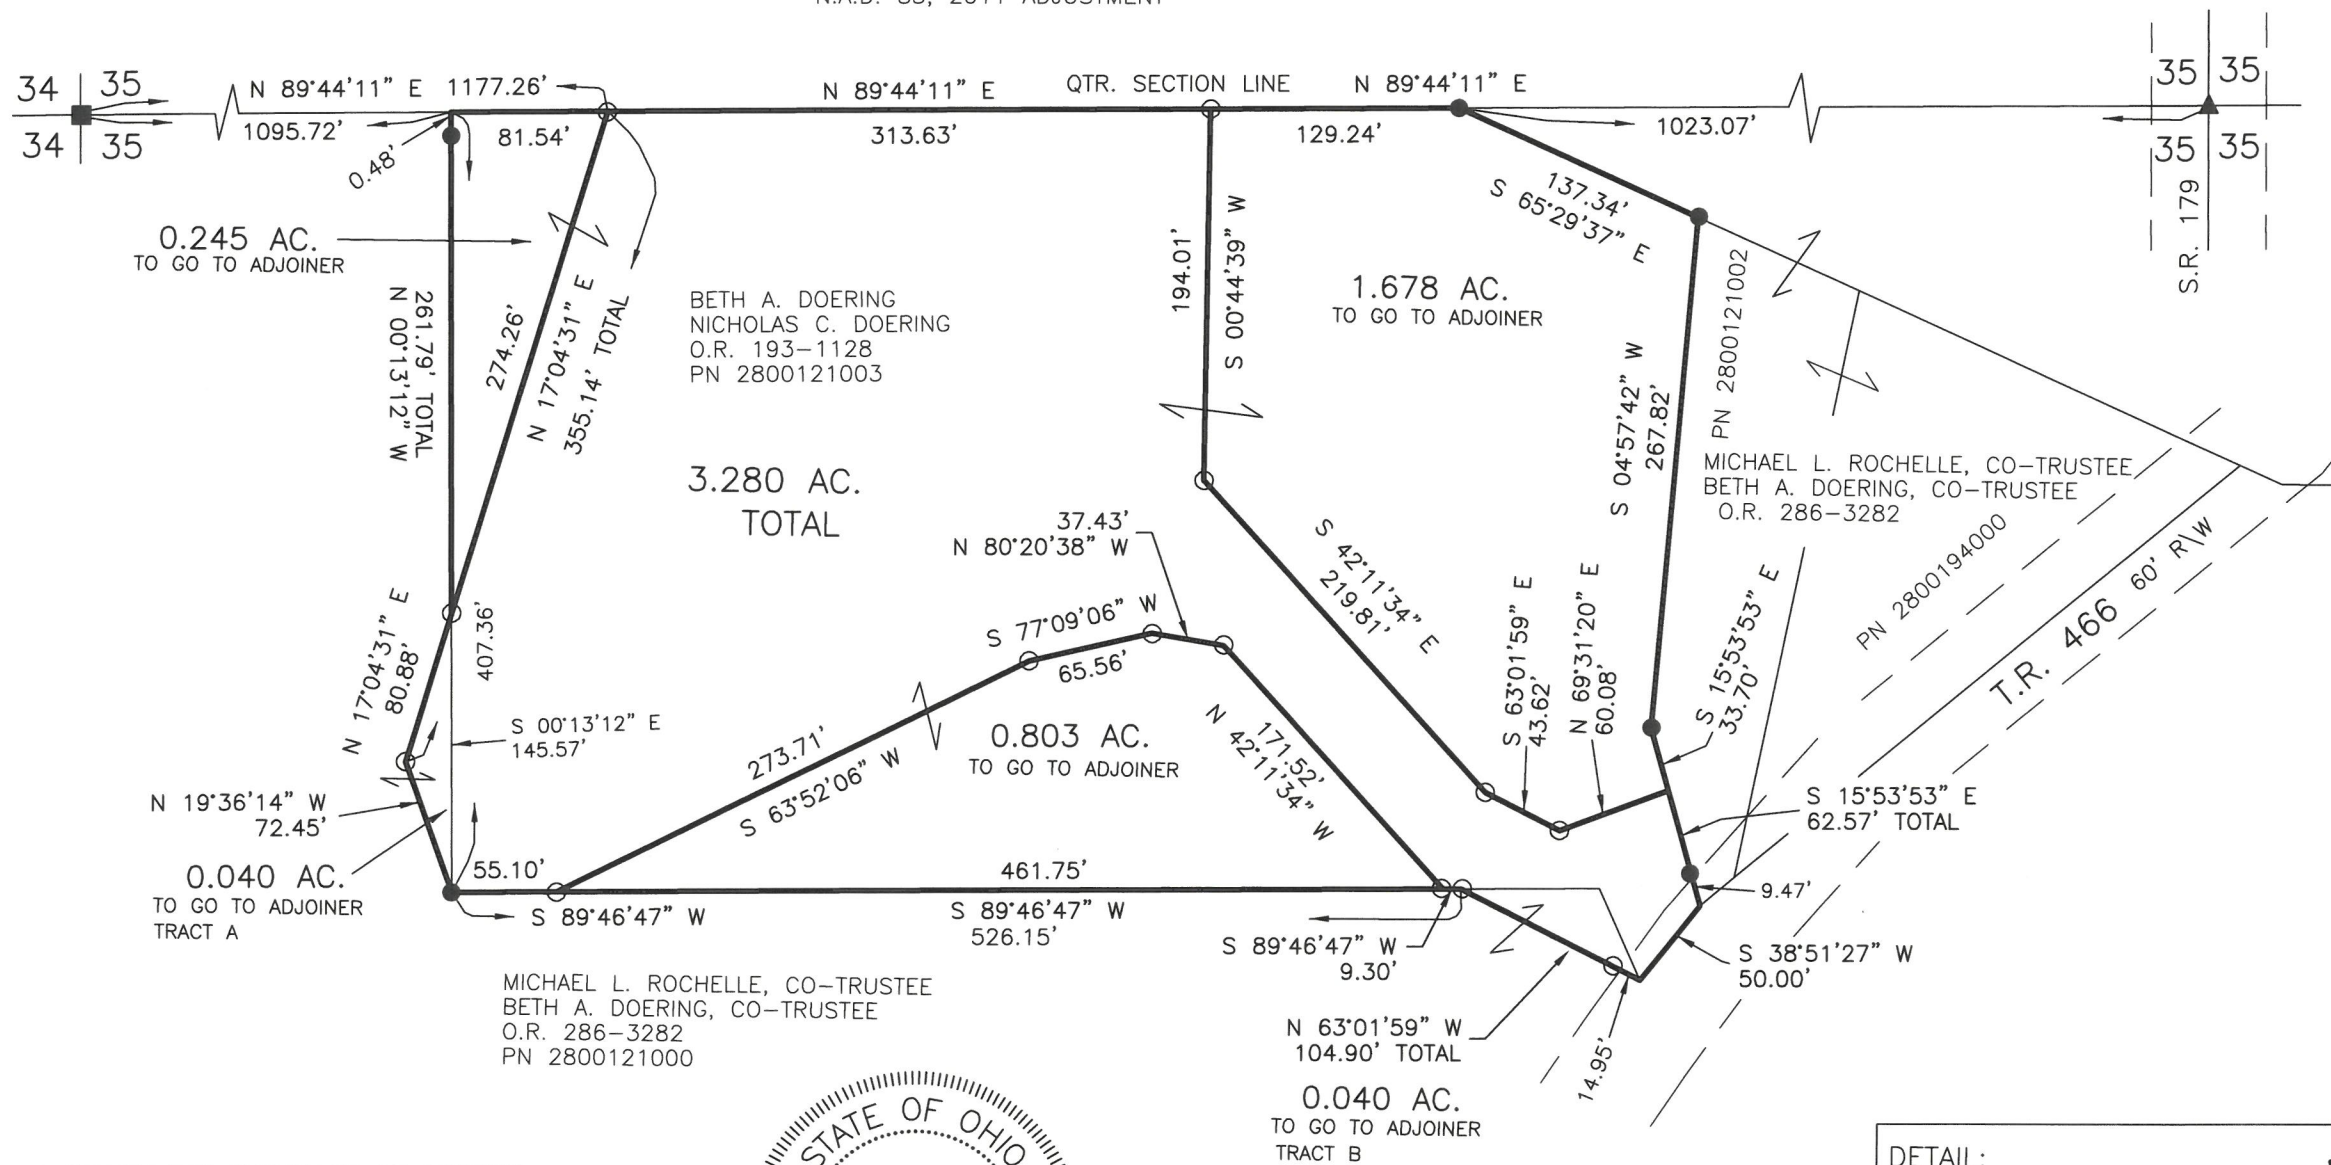 N.A.D. 83, 2011 ADJUSTMENT
34 35
34 35
N 89°44'11" E 1177.26'
1095.72'
0.48'
81.54'
N 89°44'11" E
313.63'
QTR. SECTION LINE
N 89°44'11" E
129.24'
1023.07'
35 35
35 35
S.R. 179
137.34'
S 65°29'37" E
0.245 AC.
TO GO TO ADJOINER
261.79' TOTAL
N 00°13'12" W
274.26'
N 17°04'31" E
355.14' TOTAL
BETH A. DOERING
NICHOLAS C. DOERING
O.R. 193-1128
PN 2800121003
194.01'
S 00°44'39" W
1.678 AC.
TO GO TO ADJOINER
S 04°57'42" W
267.82'
PN 2800121002
MICHAEL L. ROCHELLE, CO-TRUSTEE
BETH A. DOERING, CO-TRUSTEE
O.R. 286-3282
PN 2800194000
T.R. 466 60' R\W
3.280 AC.
TOTAL
37.43'
N 80°20'38" W
S 77°09'06" W
65.56'
S 42°11'34" E
219.81'
S 63°01'59" E
43.62'
N 69°31'20" E
60.08'
S 15°53'53" E
33.70'
N 17°04'31" E
80.88'
407.36'
S 00°13'12" E
145.57'
273.71'
S 63°52'06" W
0.803 AC.
TO GO TO ADJOINER
171.52'
N 42°11'34" W
N 19°36'14" W
72.45'
S 15°53'53" E
62.57' TOTAL
0.040 AC.
TO GO TO ADJOINER
TRACT A
55.10'
S 89°46'47" W
461.75'
S 89°46'47" W
526.15'
S 89°46'47" W
9.30'
9.47'
S 38°51'27" W
50.00'
MICHAEL L. ROCHELLE, CO-TRUSTEE
BETH A. DOERING, CO-TRUSTEE
O.R. 286-3282
PN 2800121000
N 63°01'59" W
104.90' TOTAL
14.95'
0.040 AC.
TO GO TO ADJOINER
TRACT B
STATE OF OHIO
DETAIL: